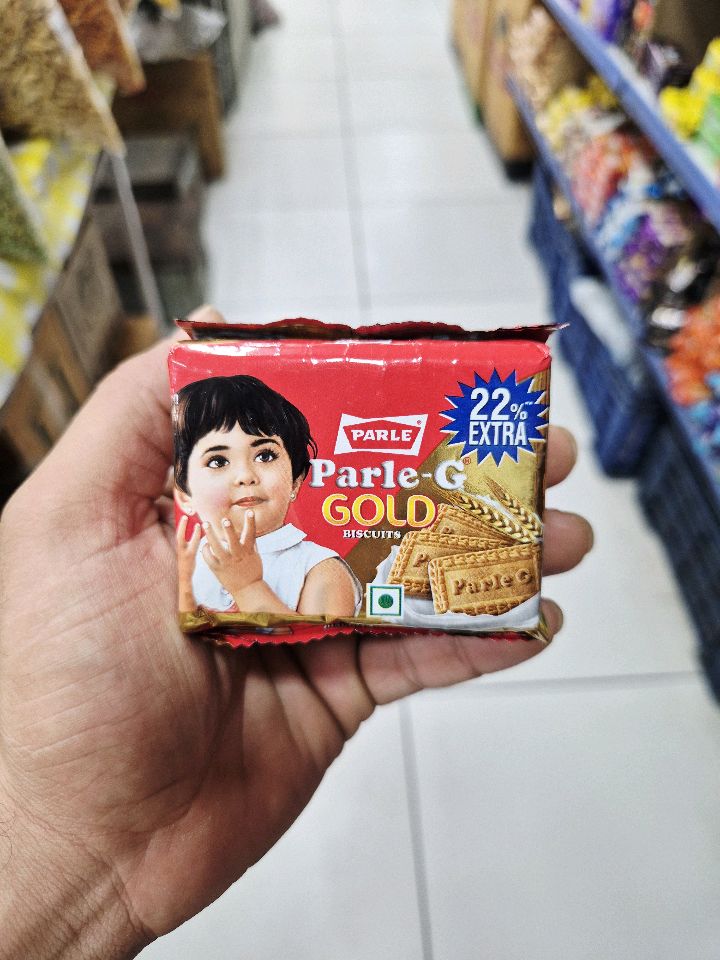 PARLE
Parle-G
GOLD
BISCUITS
22%
EXTRA
Parle-G